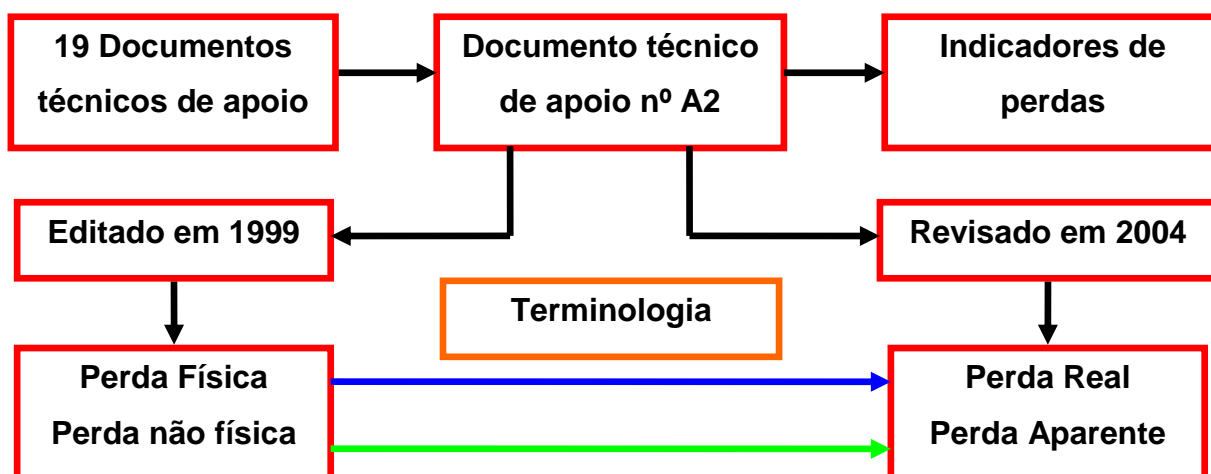 19 Documentos
técnicos de apoio
Documento técnico
de apoio nº A2
Indicadores de
perdas
Editado em 1999
Revisado em 2004
Terminologia
Perda Física
Perda não física
Perda Real
Perda Aparente